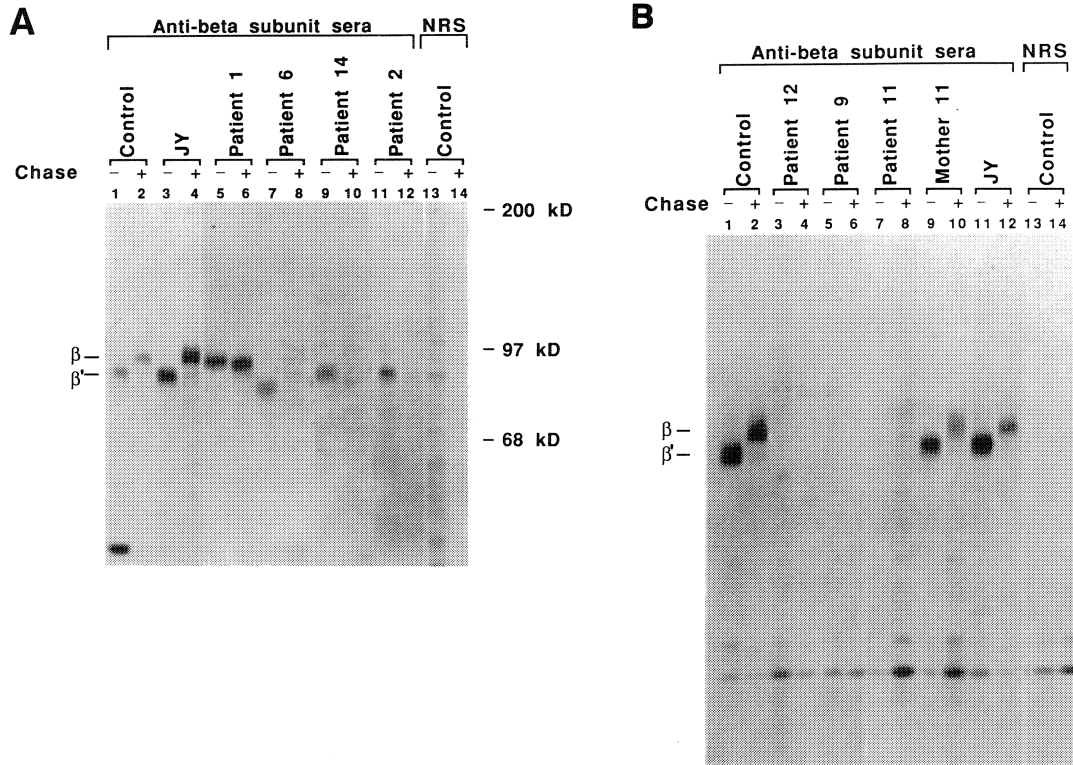 A
Anti-beta subunit sera NRS
Control JY Patient 1 Patient 6 Patient 14 Patient 2 Control
Chase − + − + − + − + − + − + − +
1 2 3 4 5 6 7 8 9 10 11 12 13 14
− 200 kD
β − − 97 kD
β' −
− 68 kD
B
Anti-beta subunit sera NRS
Control Patient 12 Patient 9 Patient 11 Mother 11 JY Control
Chase − + − + − + − + − + − + − +
1 2 3 4 5 6 7 8 9 10 11 12 13 14
β −
β' −